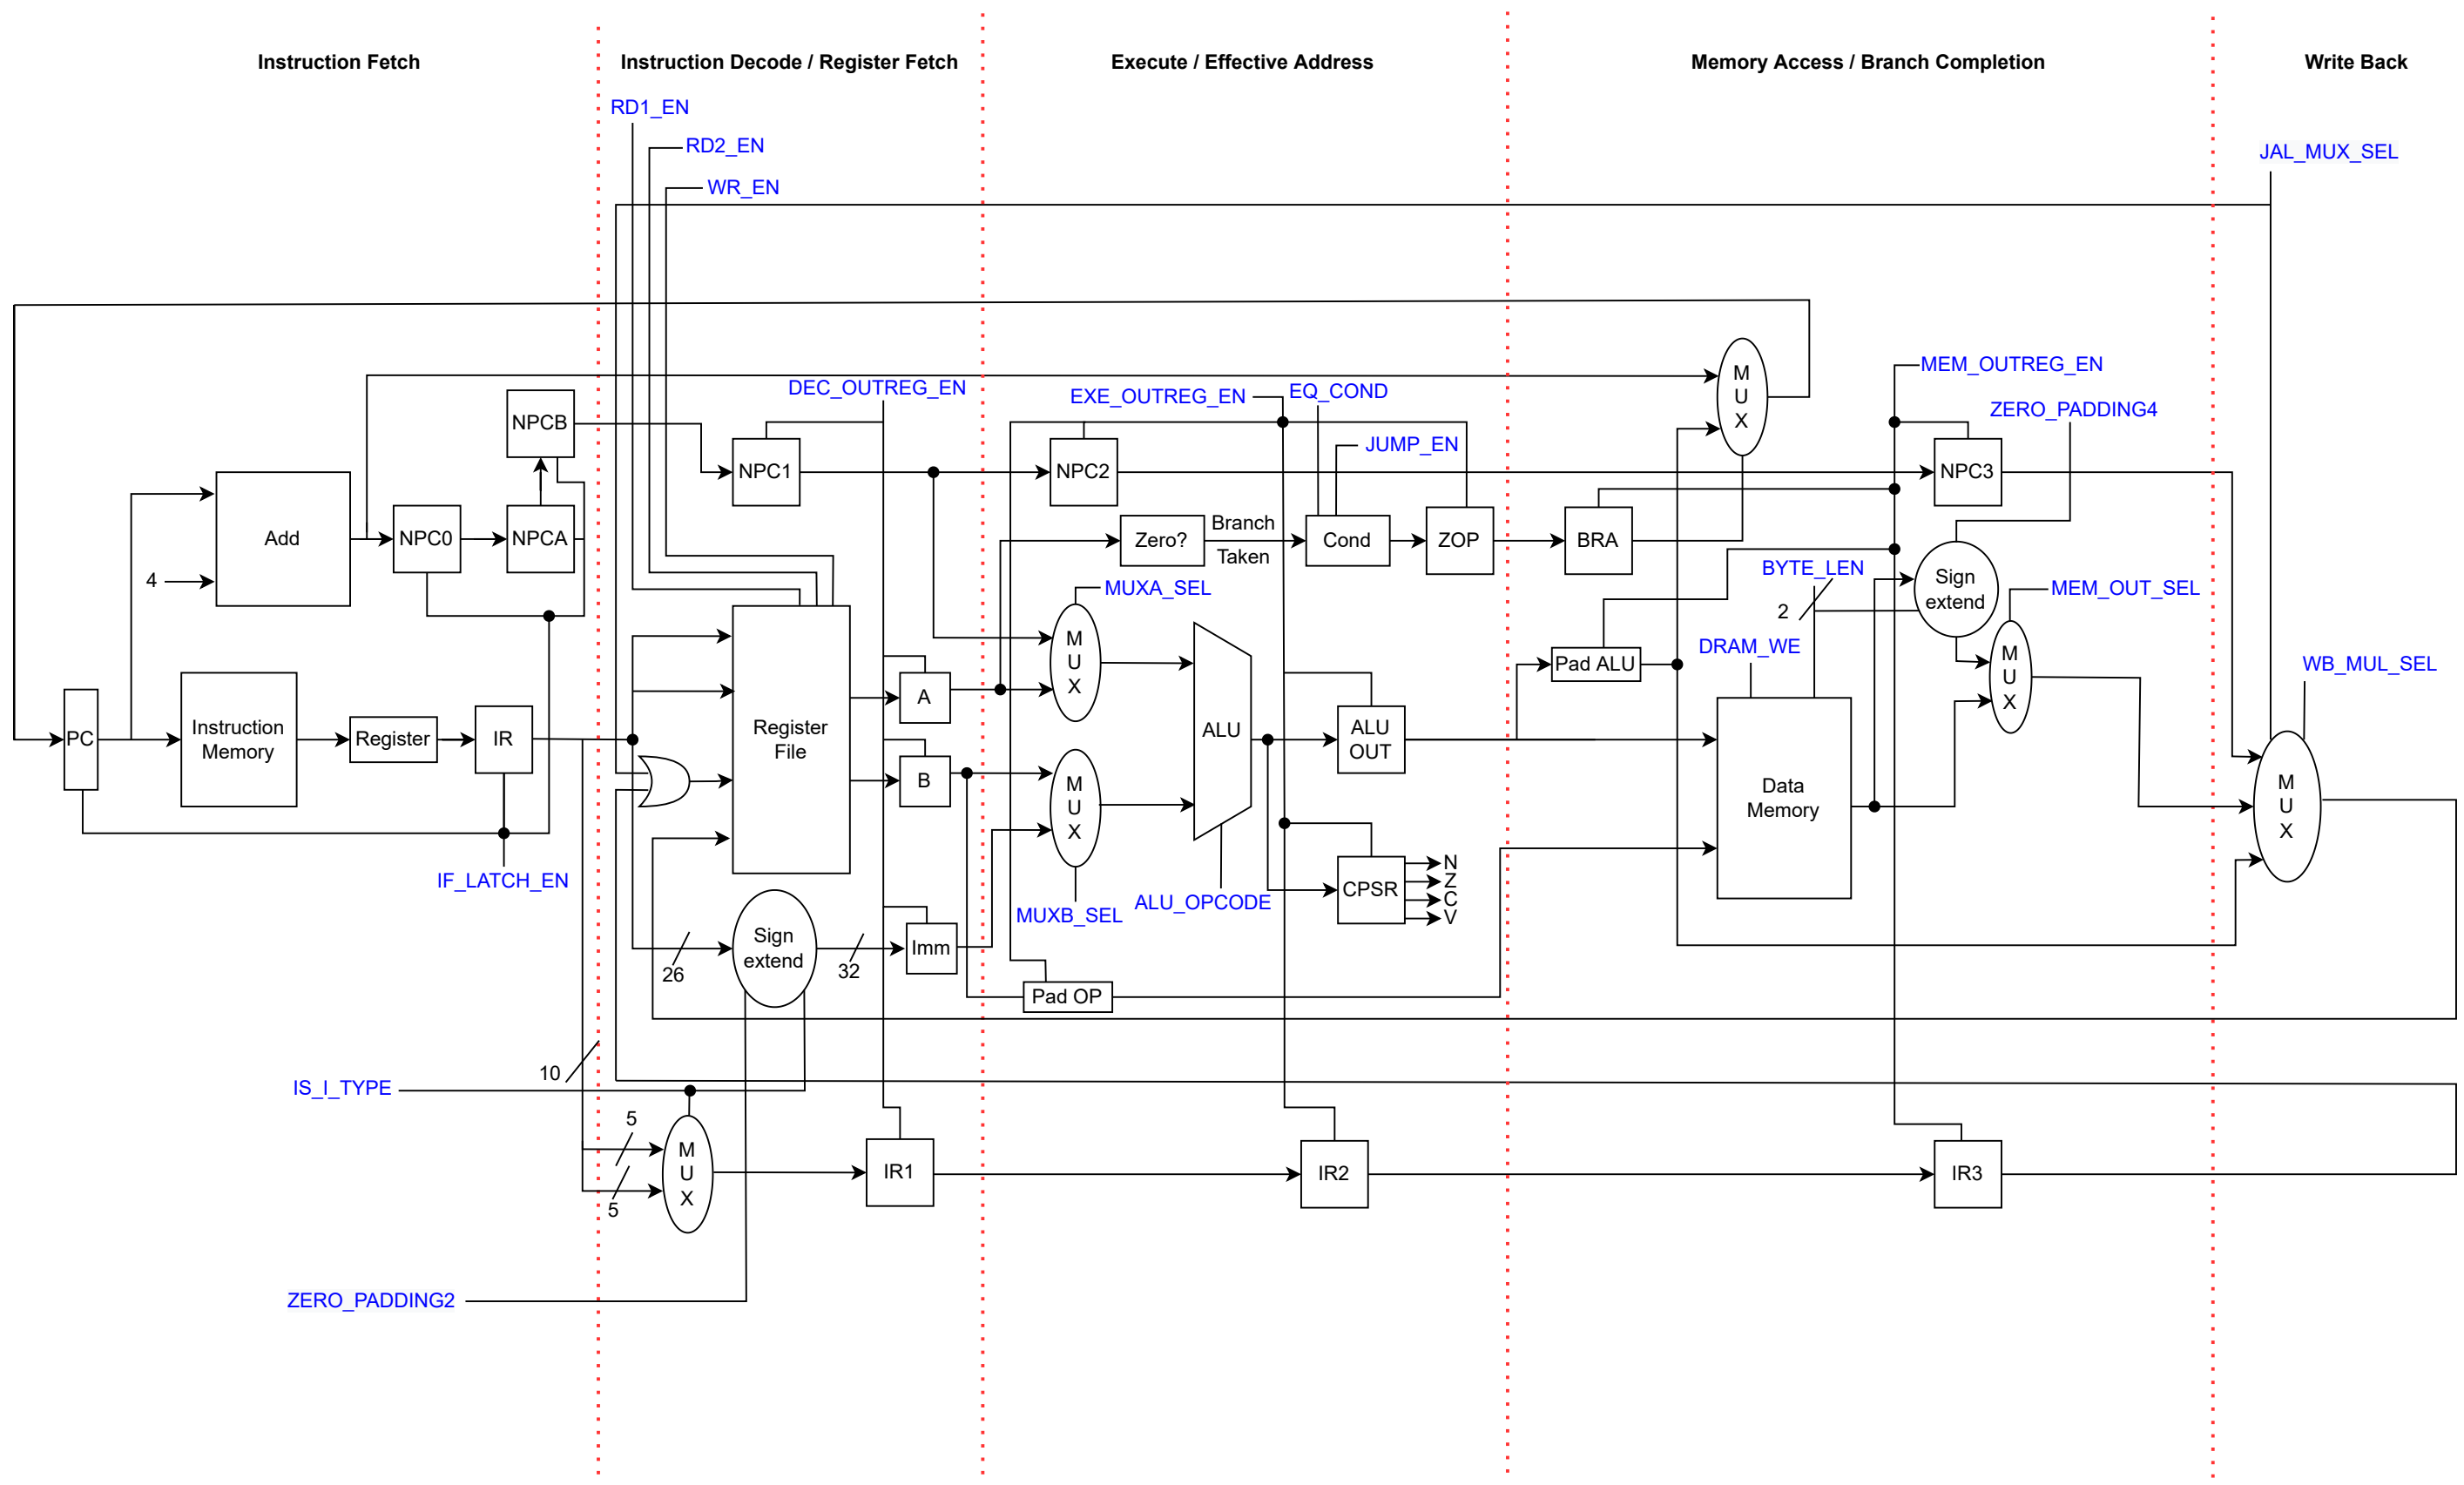 Instruction Fetch
Instruction Decode / Register Fetch
Execute / Effective Address
Memory Access / Branch Completion
Write Back
RD1_EN
RD2_EN
WR_EN
JAL_MUX_SEL
DEC_OUTREG_EN
EXE_OUTREG_EN
EQ_COND
JUMP_EN
MEM_OUTREG_EN
ZERO_PADDING4
M
U
X
NPCB
NPC1
NPC2
NPC3
Add
4
NPC0
NPCA
Zero?
Branch
Taken
Cond
ZOP
BRA
Sign
extend
BYTE_LEN
2
MUXA_SEL
MEM_OUT_SEL
DRAM_WE
WB_MUL_SEL
M
U
X
ALU
Pad ALU
M
U
X
PC
Instruction
Memory
Register
IR
Register
File
A
B
M
U
X
ALU
OUT
Data
Memory
M
U
X
IF_LATCH_EN
MUXB_SEL
ALU_OPCODE
CPSR
N
Z
C
V
26
Sign
extend
32
Imm
Pad OP
10
IS_I_TYPE
5
5
M
U
X
IR1
IR2
IR3
ZERO_PADDING2